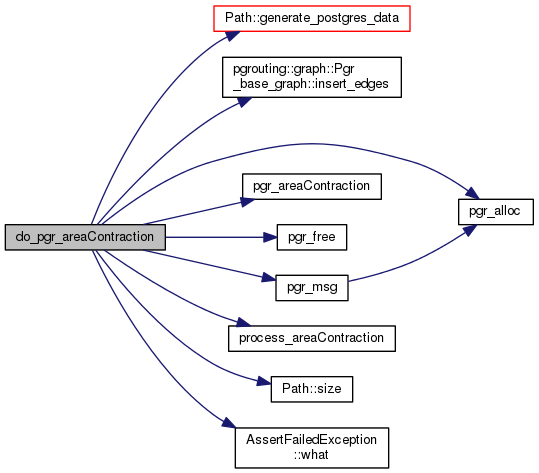 Path::generate_postgres_data
pgrouting::graph::Pgr
_base_graph::insert_edges
pgr_areaContraction
pgr_alloc
do_pgr_areaContraction
pgr_free
pgr_msg
process_areaContraction
Path::size
AssertFailedException
::what